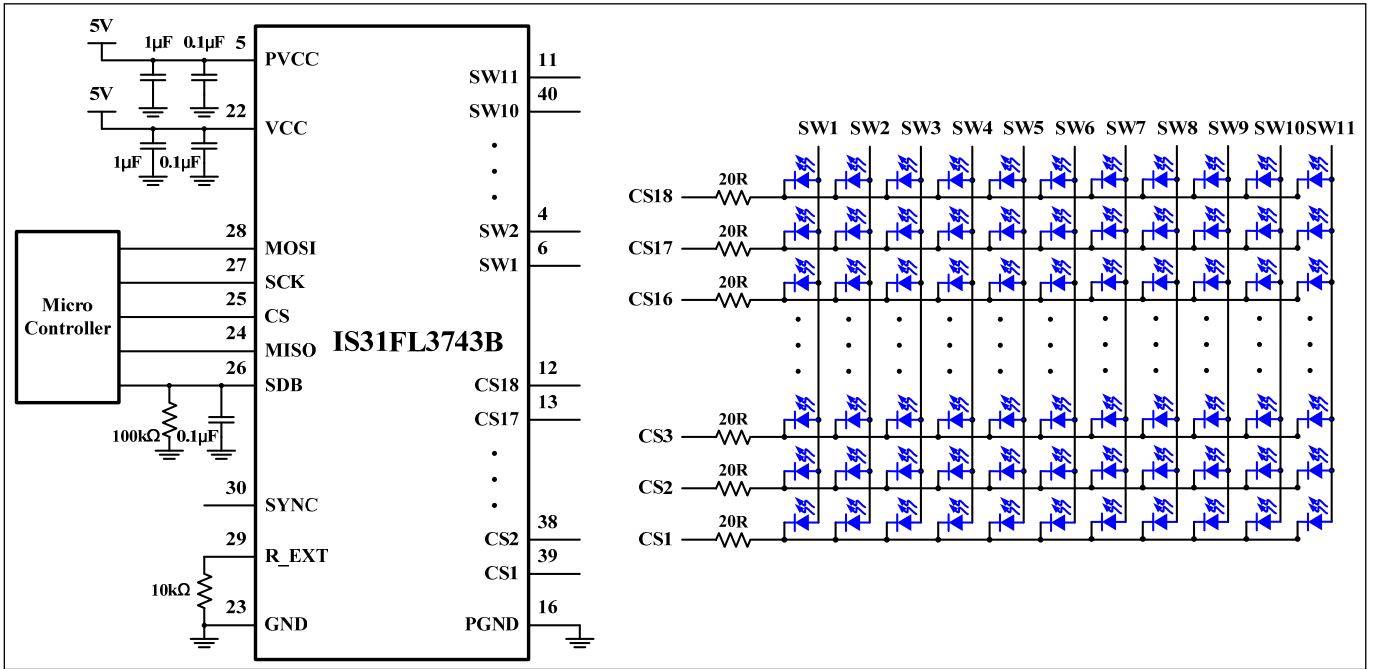 5V
1µF 0.1µF 5
PVCC
5V
22
VCC
1µF 0.1µF
11
SW11
40
SW10
4
SW2
6
SW1
Micro
Controller
28
MOSI
27
SCK
25
CS
24
MISO
26
SDB
100kΩ 0.1µF
IS31FL3743B
12
CS18
13
CS17
30
SYNC
29
R_EXT
10kΩ
23
GND
38
CS2
39
CS1
16
PGND
SW1 SW2 SW3 SW4 SW5 SW6 SW7 SW8 SW9 SW10 SW11
20R
CS18
20R
CS17
20R
CS16
20R
CS3
20R
CS2
20R
CS1